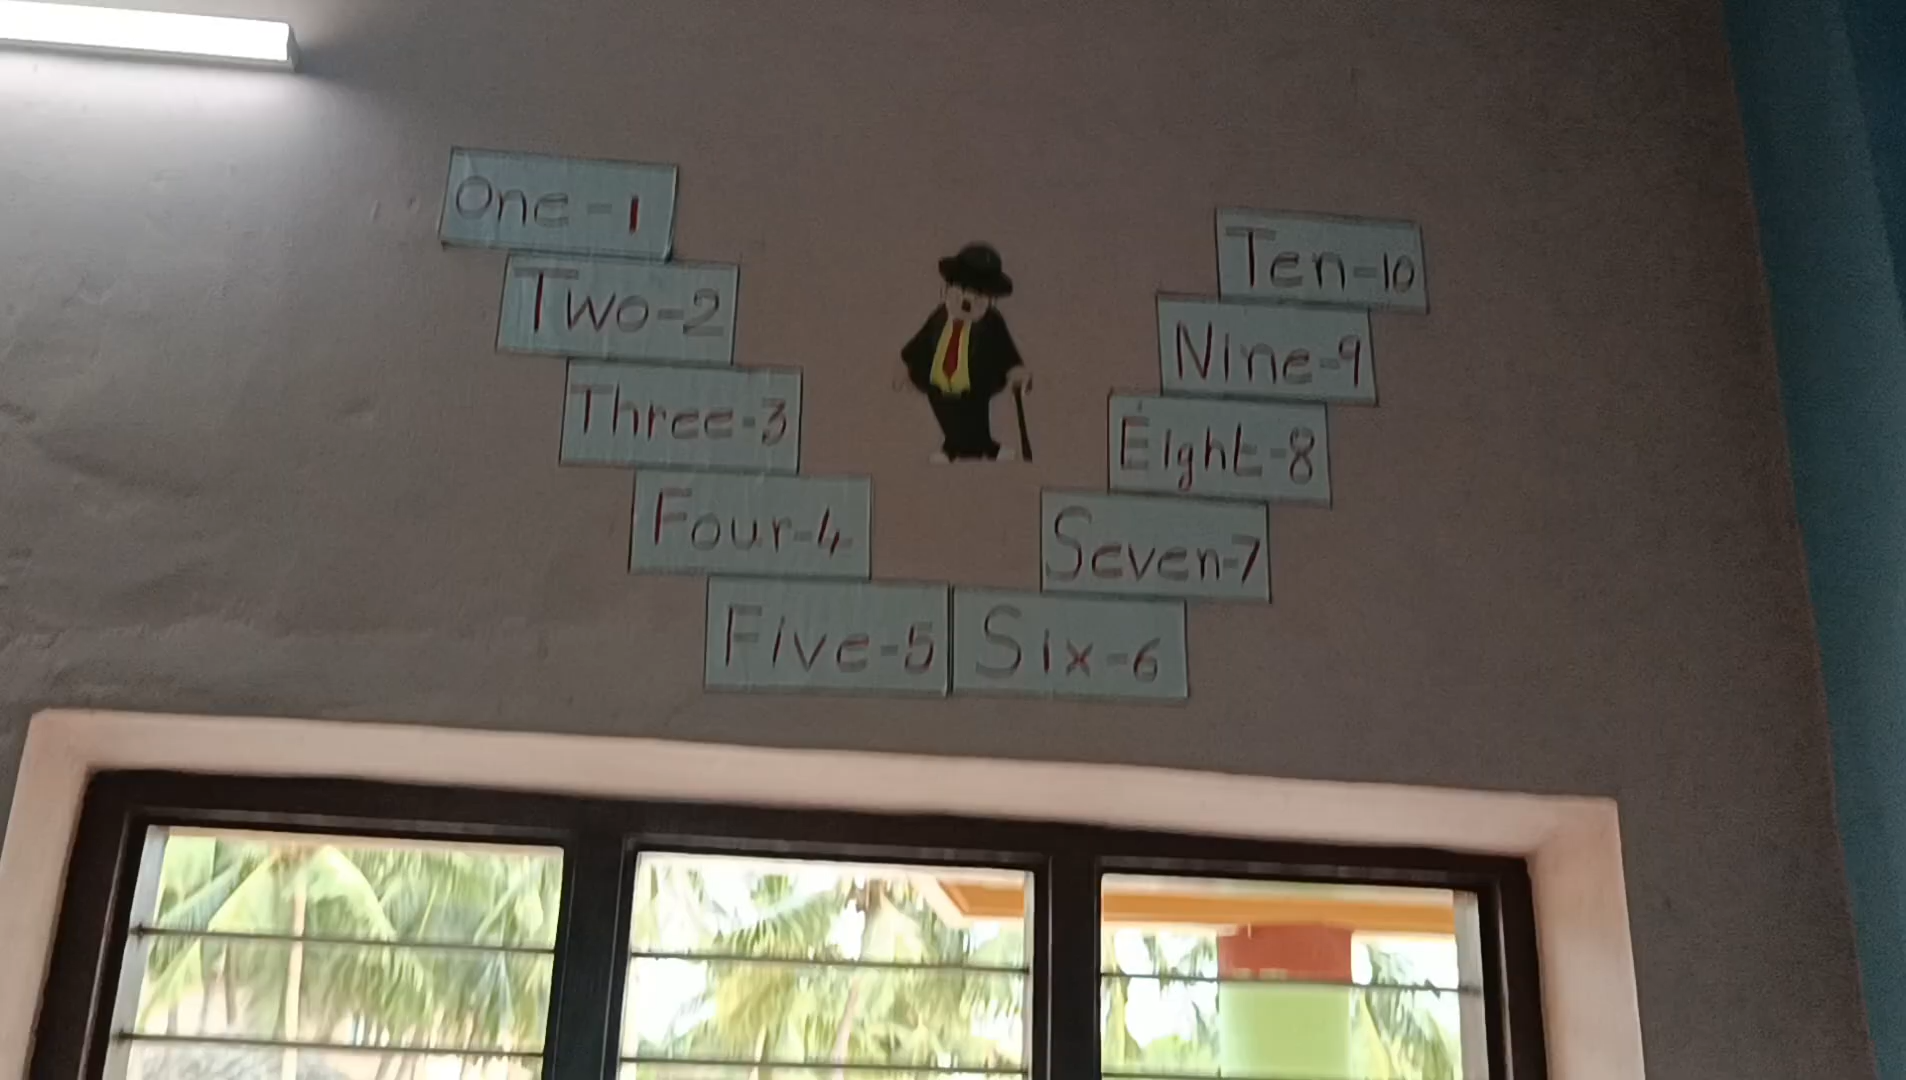 One-1
Two-2
Three-3
Four-4
Five-5
Six-6
Seven-7
Eight-8
Nine-9
Ten-10